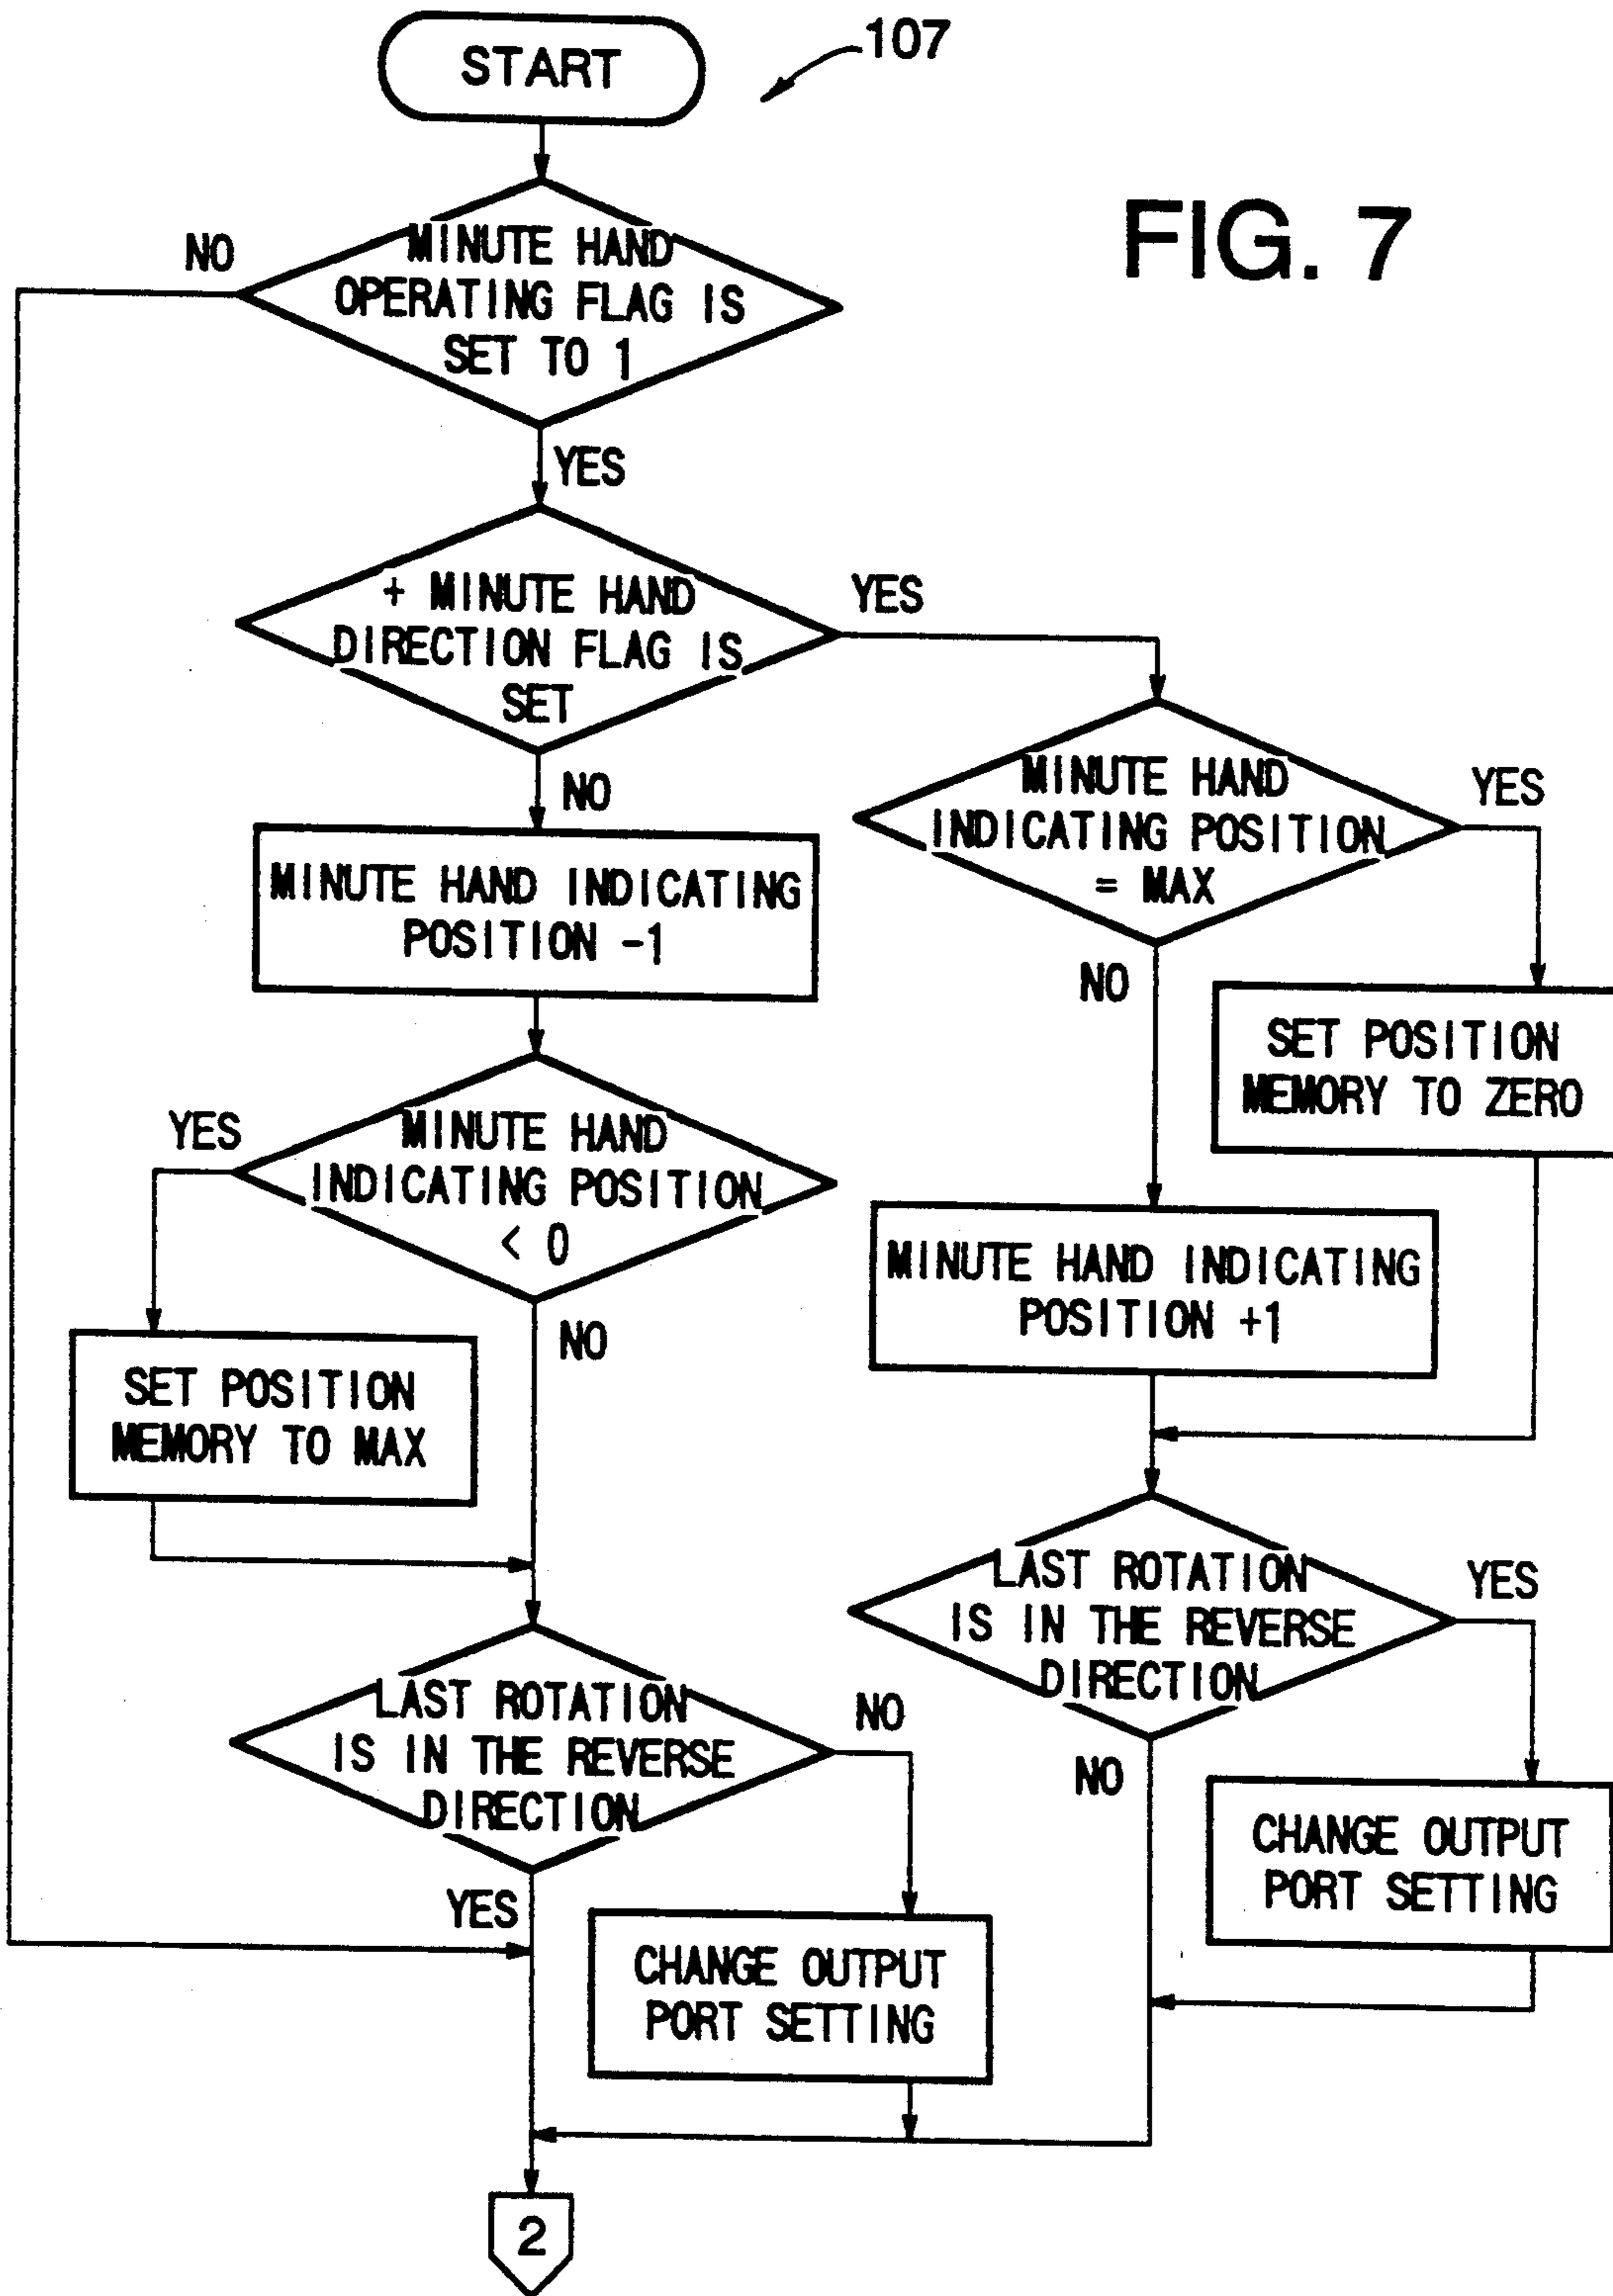 START
107
FIG. 7
NO
MINUTE HAND
OPERATING FLAG IS
SET TO 1
YES
+ MINUTE HAND
DIRECTION FLAG IS
SET
YES
NO
MINUTE HAND
INDICATING POSITION
= MAX
YES
MINUTE HAND INDICATING
POSITION -1
NO
SET POSITION
MEMORY TO ZERO
YES
MINUTE HAND
INDICATING POSITION
< 0
NO
MINUTE HAND INDICATING
POSITION +1
SET POSITION
MEMORY TO MAX
LAST ROTATION
IS IN THE REVERSE
DIRECTION
YES
NO
LAST ROTATION
IS IN THE REVERSE
DIRECTION
NO
YES
CHANGE OUTPUT
PORT SETTING
CHANGE OUTPUT
PORT SETTING
2